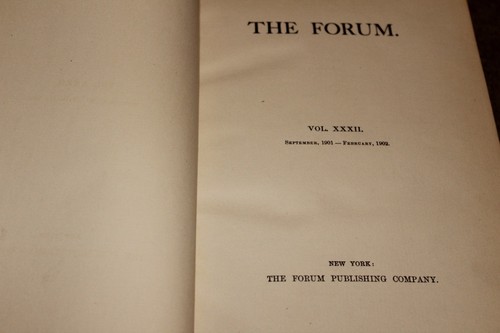 THE FORUM.
VOL. XXXII.
SEPTEMBER, 1901 — FEBRUARY, 1902.
NEW YORK:
THE FORUM PUBLISHING COMPANY.